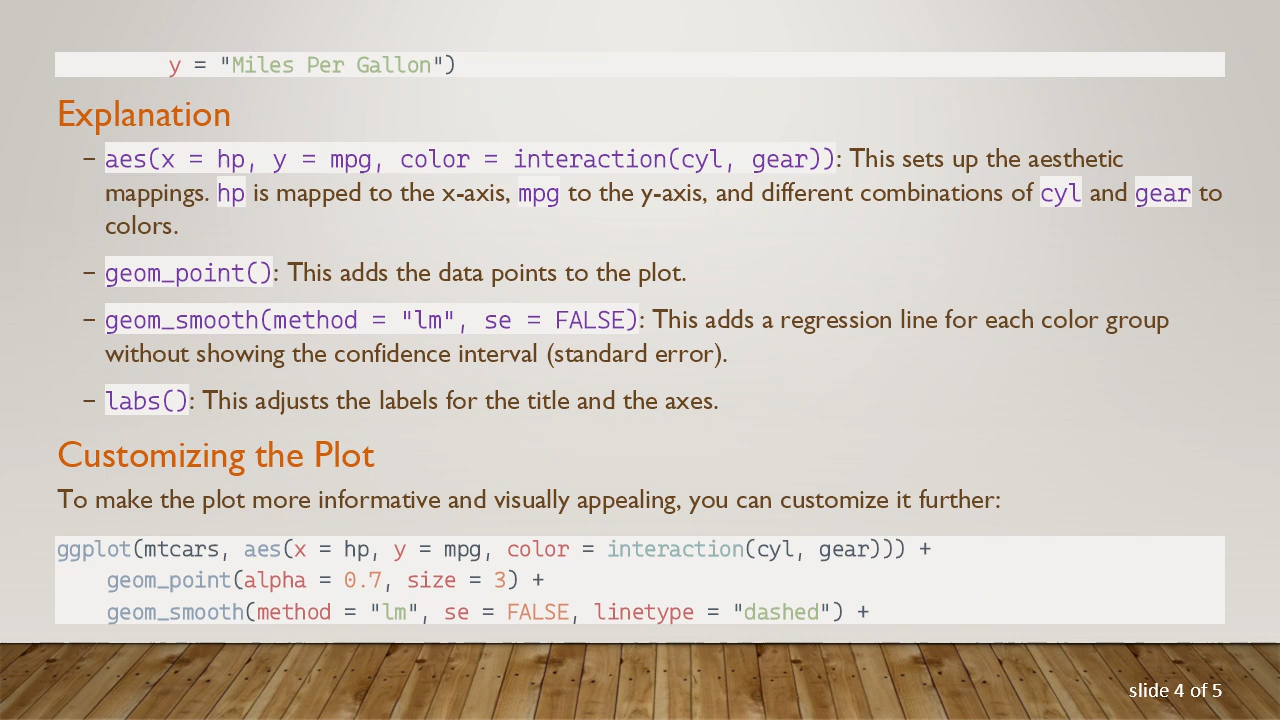 y = "Miles Per Gallon")
Explanation
– aes(x = hp, y = mpg, color = interaction(cyl, gear)): This sets up the aesthetic
mappings. hp is mapped to the x-axis, mpg to the y-axis, and different combinations of cyl and gear to
colors.
– geom_point(): This adds the data points to the plot.
– geom_smooth(method = "lm", se = FALSE): This adds a regression line for each color group
without showing the confidence interval (standard error).
– labs(): This adjusts the labels for the title and the axes.
Customizing the Plot
To make the plot more informative and visually appealing, you can customize it further:
ggplot(mtcars, aes(x = hp, y = mpg, color = interaction(cyl, gear))) +
geom_point(alpha = 0.7, size = 3) +
geom_smooth(method = "lm", se = FALSE, linetype = "dashed") +
slide 4 of 5